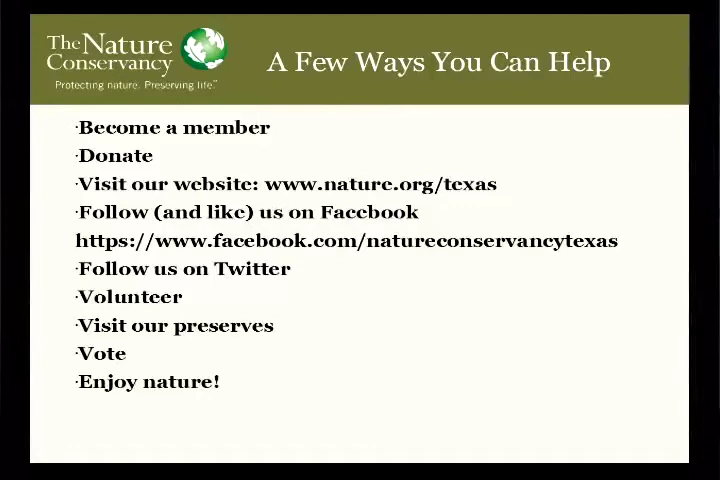 The Nature
Conservancy
Protecting nature. Preserving life.™
A Few Ways You Can Help
·Become a member
·Donate
·Visit our website: www.nature.org/texas
·Follow (and like) us on Facebook
https://www.facebook.com/natureconservancytexas
·Follow us on Twitter
·Volunteer
·Visit our preserves
·Vote
·Enjoy nature!